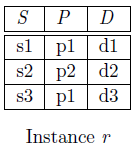 S P D
s1 p1 d1
s2 p2 d2
s3 p1 d3
Instance r